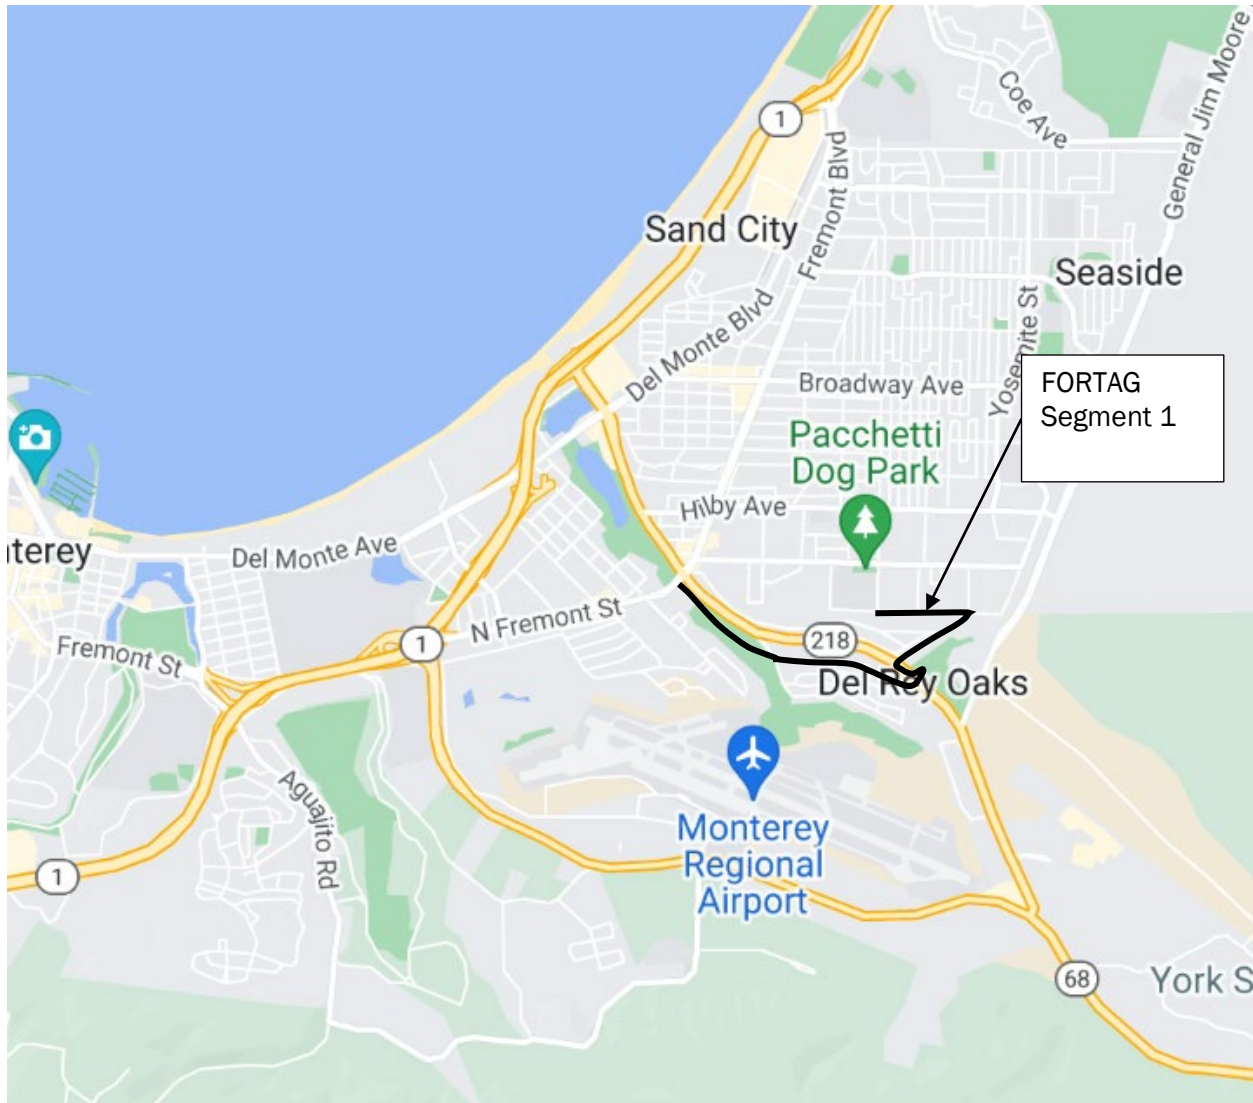 1
Coe Ave
General Jim Moore
Fremont Blvd
Sand City
Seaside
Del Monte Blvd
Yosemite St
FORTAG
Segment 1
Broadway Ave
Pacchetti
Dog Park
Hilby Ave
Del Monte Ave
terey
N Fremont St
1
218
Fremont St
Del Rey Oaks
Aguajito Rd
Monterey
Regional
Airport
1
68
York S